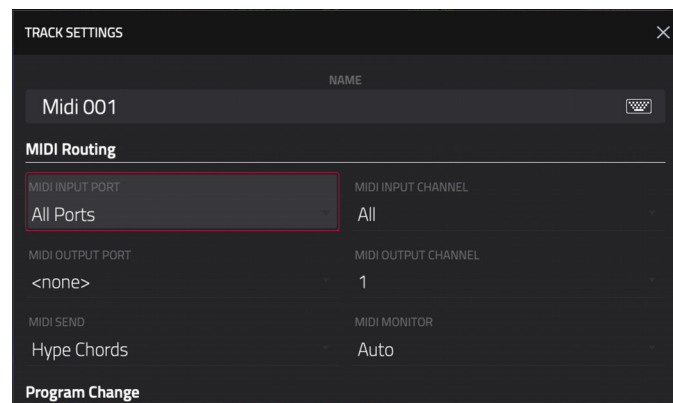 TRACK SETTINGS
NAME
Midi 001
MIDI Routing
MIDI INPUT PORT
MIDI INPUT CHANNEL
All Ports
All
MIDI OUTPUT PORT
MIDI OUTPUT CHANNEL
<none>
1
MIDI SEND
MIDI MONITOR
Hype Chords
Auto
Program Change